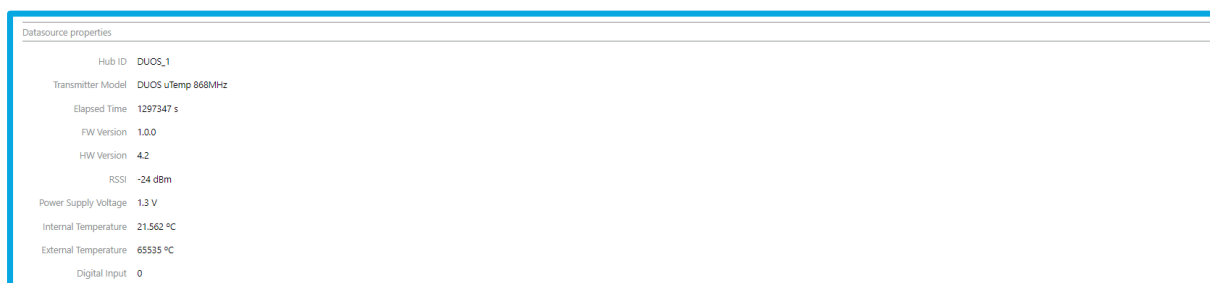 Datasource properties
Hub ID DUOS_1
Transmitter Model DUOS uTemp 868MHz
Elapsed Time 1297347 s
FW Version 1.0.0
HW Version 4.2
RSSI -24 dBm
Power Supply Voltage 1.3 V
Internal Temperature 21.562 ºC
External Temperature 65535 ºC
Digital Input 0